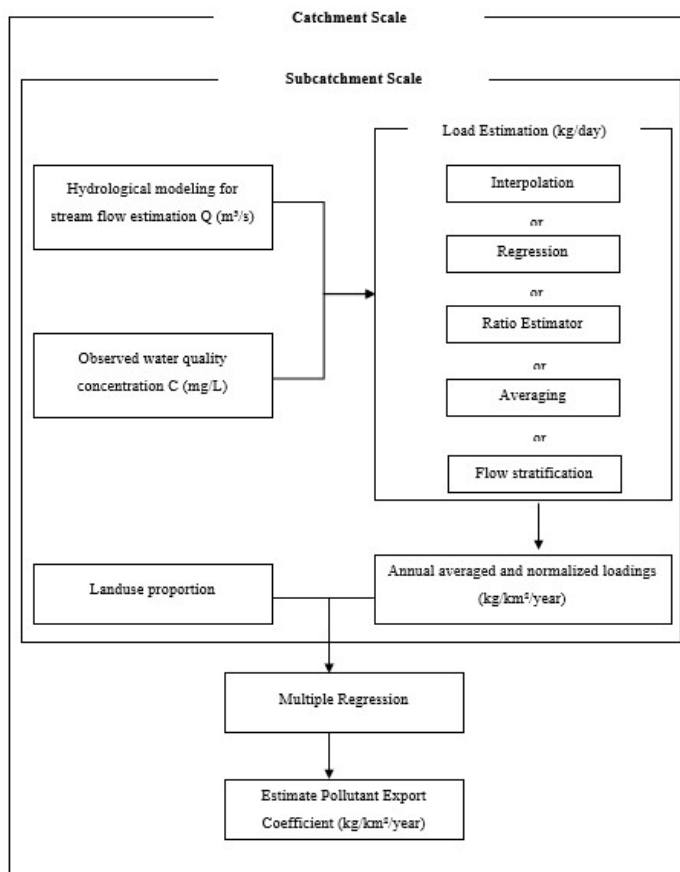 Catchment Scale
Subcatchment Scale
Hydrological modeling for
stream flow estimation Q (m³/s)
Observed water quality
concentration C (mg/L)
Load Estimation (kg/day)
Interpolation
or
Regression
or
Ratio Estimator
or
Averaging
or
Flow stratification
Landuse proportion
Annual averaged and normalized loadings
(kg/km²/year)
Multiple Regression
Estimate Pollutant Export
Coefficient (kg/km²/year)